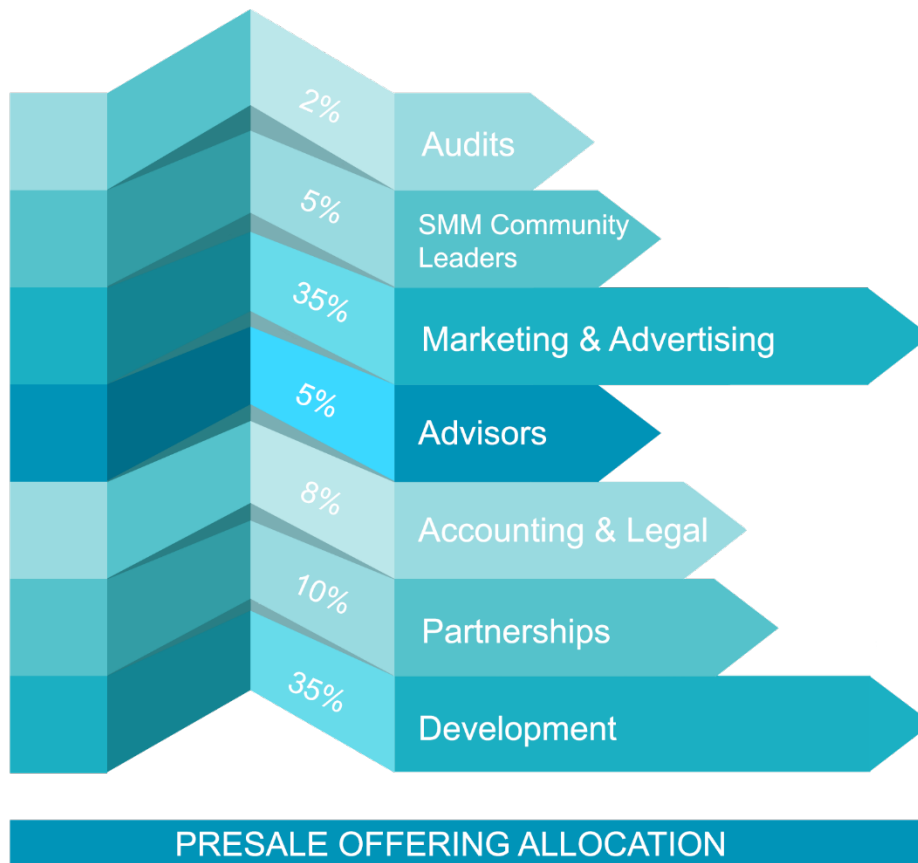 2%
Audits
5%
SMM Community
Leaders
35%
Marketing & Advertising
5%
Advisors
8%
Accounting & Legal
10%
Partnerships
35%
Development
PRESALE OFFERING ALLOCATION